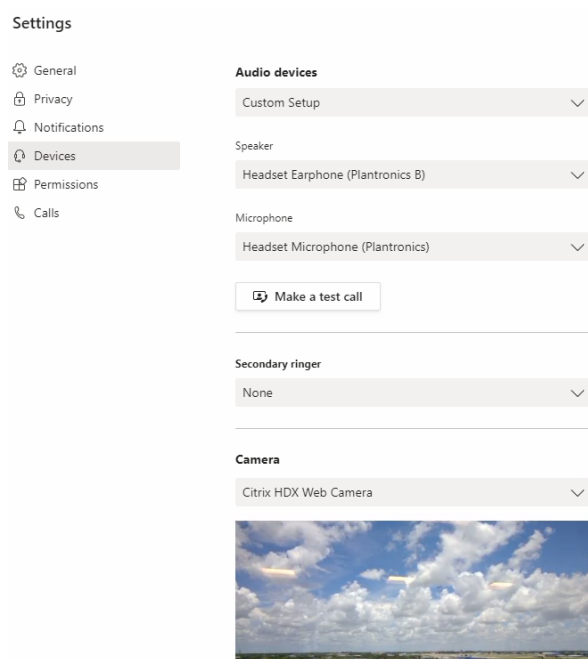 Settings
General
Privacy
Notifications
Devices
Permissions
Calls
Audio devices
Custom Setup
Speaker
Headset Earphone (Plantronics B)
Microphone
Headset Microphone (Plantronics)
Make a test call
Secondary ringer
None
Camera
Citrix HDX Web Camera